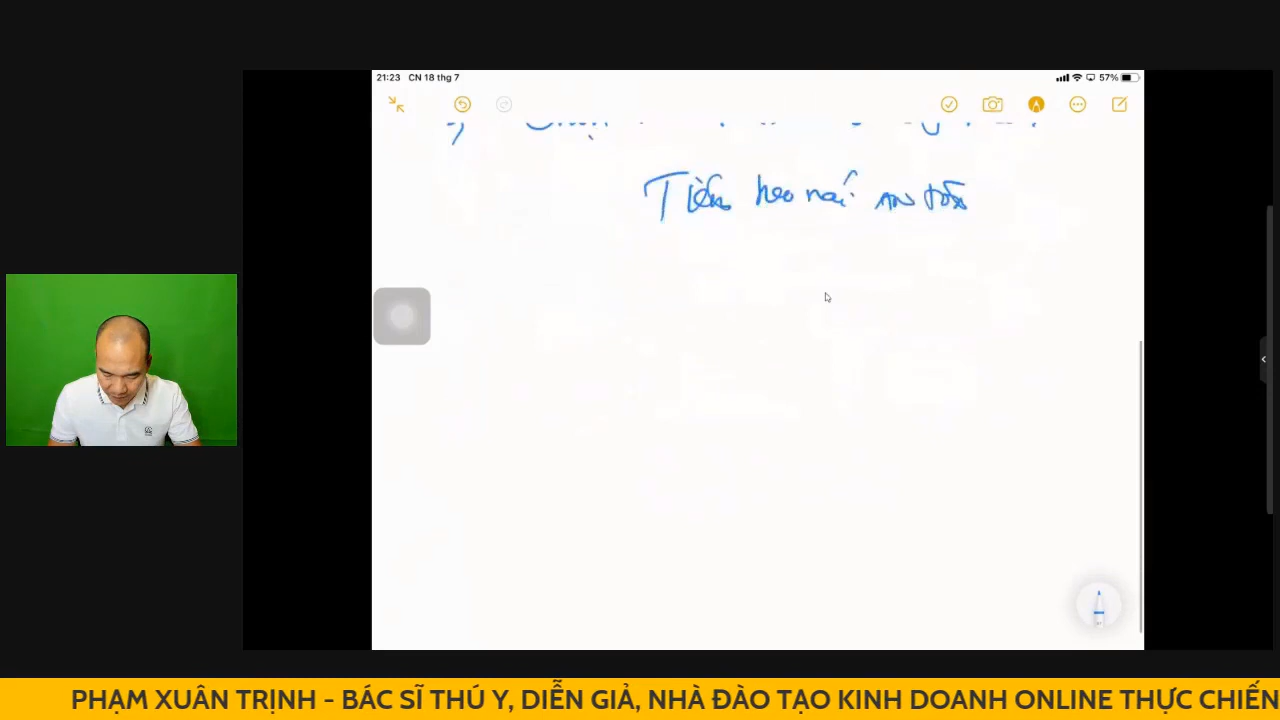 21:23 CN 18 thg 7 57%
Tiêm heo nái an toàn
PHẠM XUÂN TRỊNH - BÁC SĨ THÚ Y, DIỄN GIẢ, NHÀ ĐÀO TẠO KINH DOANH ONLINE THỰC CHIẾN